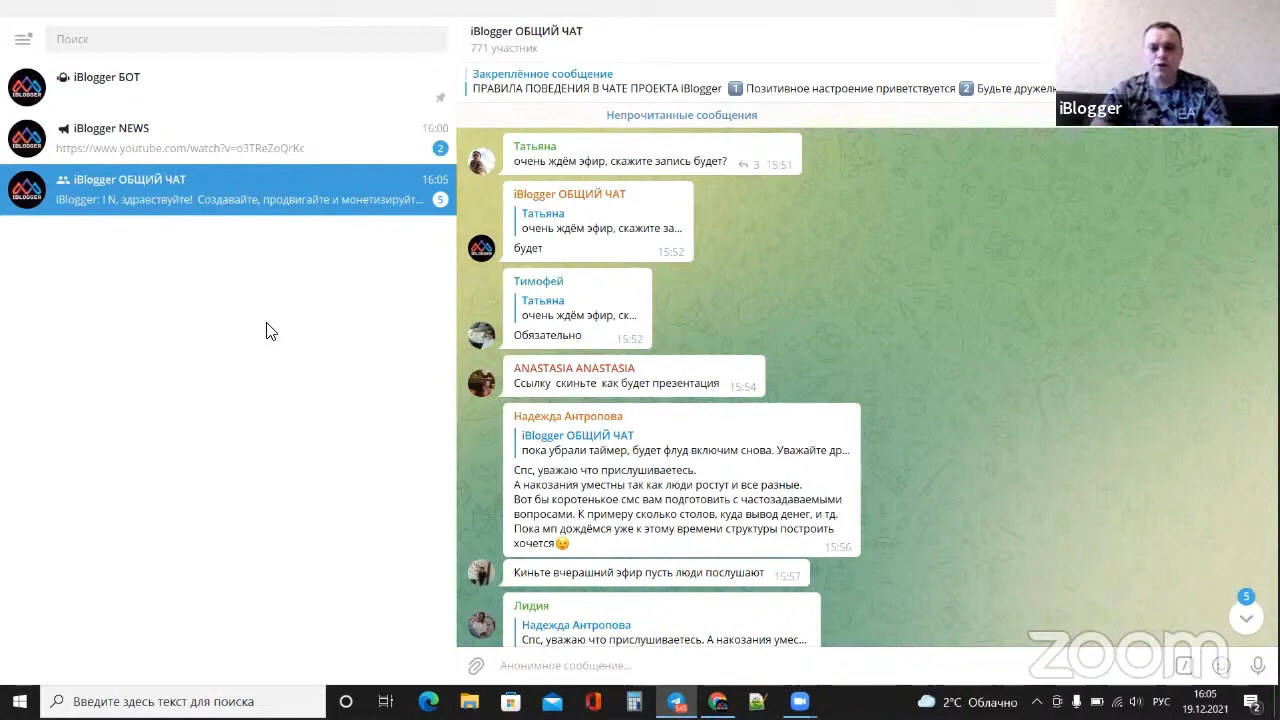 Поиск
iBlogger БОТ
iBlogger NEWS
16:00
https://www.youtube.com/watch?v=o3TReZoQrKc
2
iBlogger ОБЩИЙ ЧАТ
16:05
iBlogger: I N, здравствуйте! Создавайте, продвигайте и монетизируйт...
5
iBlogger ОБЩИЙ ЧАТ
771 участник
Закреплённое сообщение
ПРАВИЛА ПОВЕДЕНИЯ В ЧАТЕ ПРОЕКТА iBlogger 1 Позитивное настроение приветствуется 2 Будьте дружель
Непрочитанные сообщения
Татьяна
очень ждём эфир, скажите запись будет? 3 15:51
iBlogger ОБЩИЙ ЧАТ
Татьяна
очень ждём эфир, скажите за...
будет 15:52
Тимофей
Татьяна
очень ждём эфир, ск...
Обязательно 15:52
ANASTASIA ANASTASIA
Ссылку скиньте как будет презентация 15:54
Надежда Антропова
iBlogger ОБЩИЙ ЧАТ
пока убрали таймер, будет флуд включим снова. Уважайте др...
Спс, уважаю что прислушиваетесь.
А накозания уместны так как люди ростут и все разные.
Вот бы коротенькое смс вам подготовить с частозадаваемыми
вопросами. К примеру сколько столов, куда вывод денег, и тд.
Пока мп дождёмся уже к этому времени структуры построить
хочется 15:56
Киньте вчерашний эфир пусть люди послушают 15:57
Лидия
Надежда Антропова
Спс, уважаю что прислушиваетесь. А накозания умес...
5
Анонимное сообщение...
iBlogger
zoom
Введите здесь текст для поиска
545
2°C Облачно
РУС
16:05
19.12.2021
2